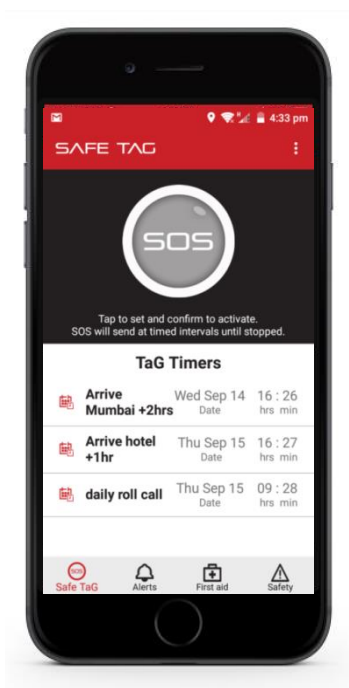 4:33 pm
SAFE TAG
SOS
Tap to set and confirm to activate.
SOS will send at timed intervals until stopped.
TaG Timers
Arrive Mumbai +2hrs
Wed Sep 14 16 : 26
Date hrs min
Arrive hotel +1hr
Thu Sep 15 16 : 27
Date hrs min
daily roll call
Thu Sep 15 09 : 28
Date hrs min
SOS
Safe TaG Alerts First aid Safety